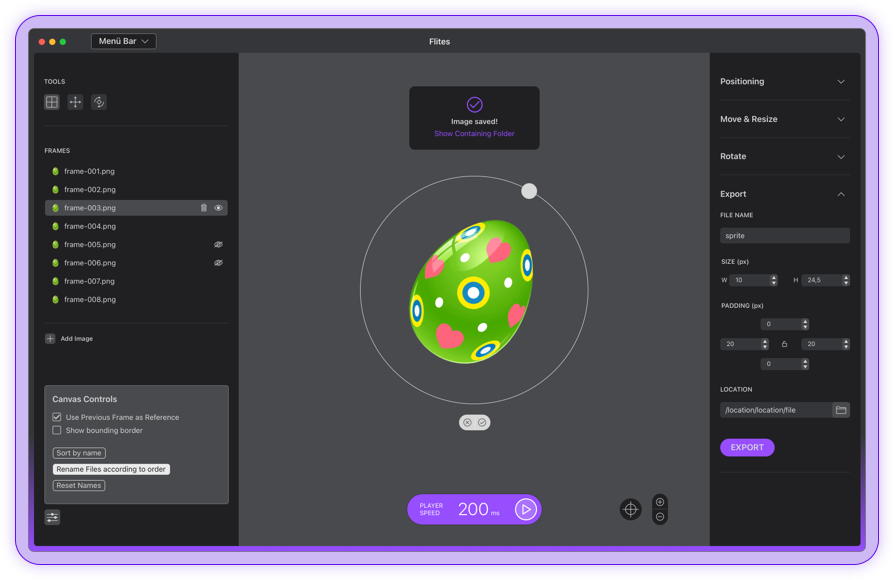 Menü Bar
Flites
TOOLS
FRAMES
frame-001.png
frame-002.png
frame-003.png
frame-004.png
frame-005.png
frame-006.png
frame-007.png
frame-008.png
Add Image
Canvas Controls
Use Previous Frame as Reference
Show bounding border
Sort by name
Rename Files according to order
Reset Names
Image saved!
Show Containing Folder
PLAYER
SPEED
200 ms
Positioning
Move & Resize
Rotate
Export
FILE NAME
sprite
SIZE (px)
W 10 H 24,5
PADDING (px)
0
20 20
0
LOCATION
/location/location/file
EXPORT